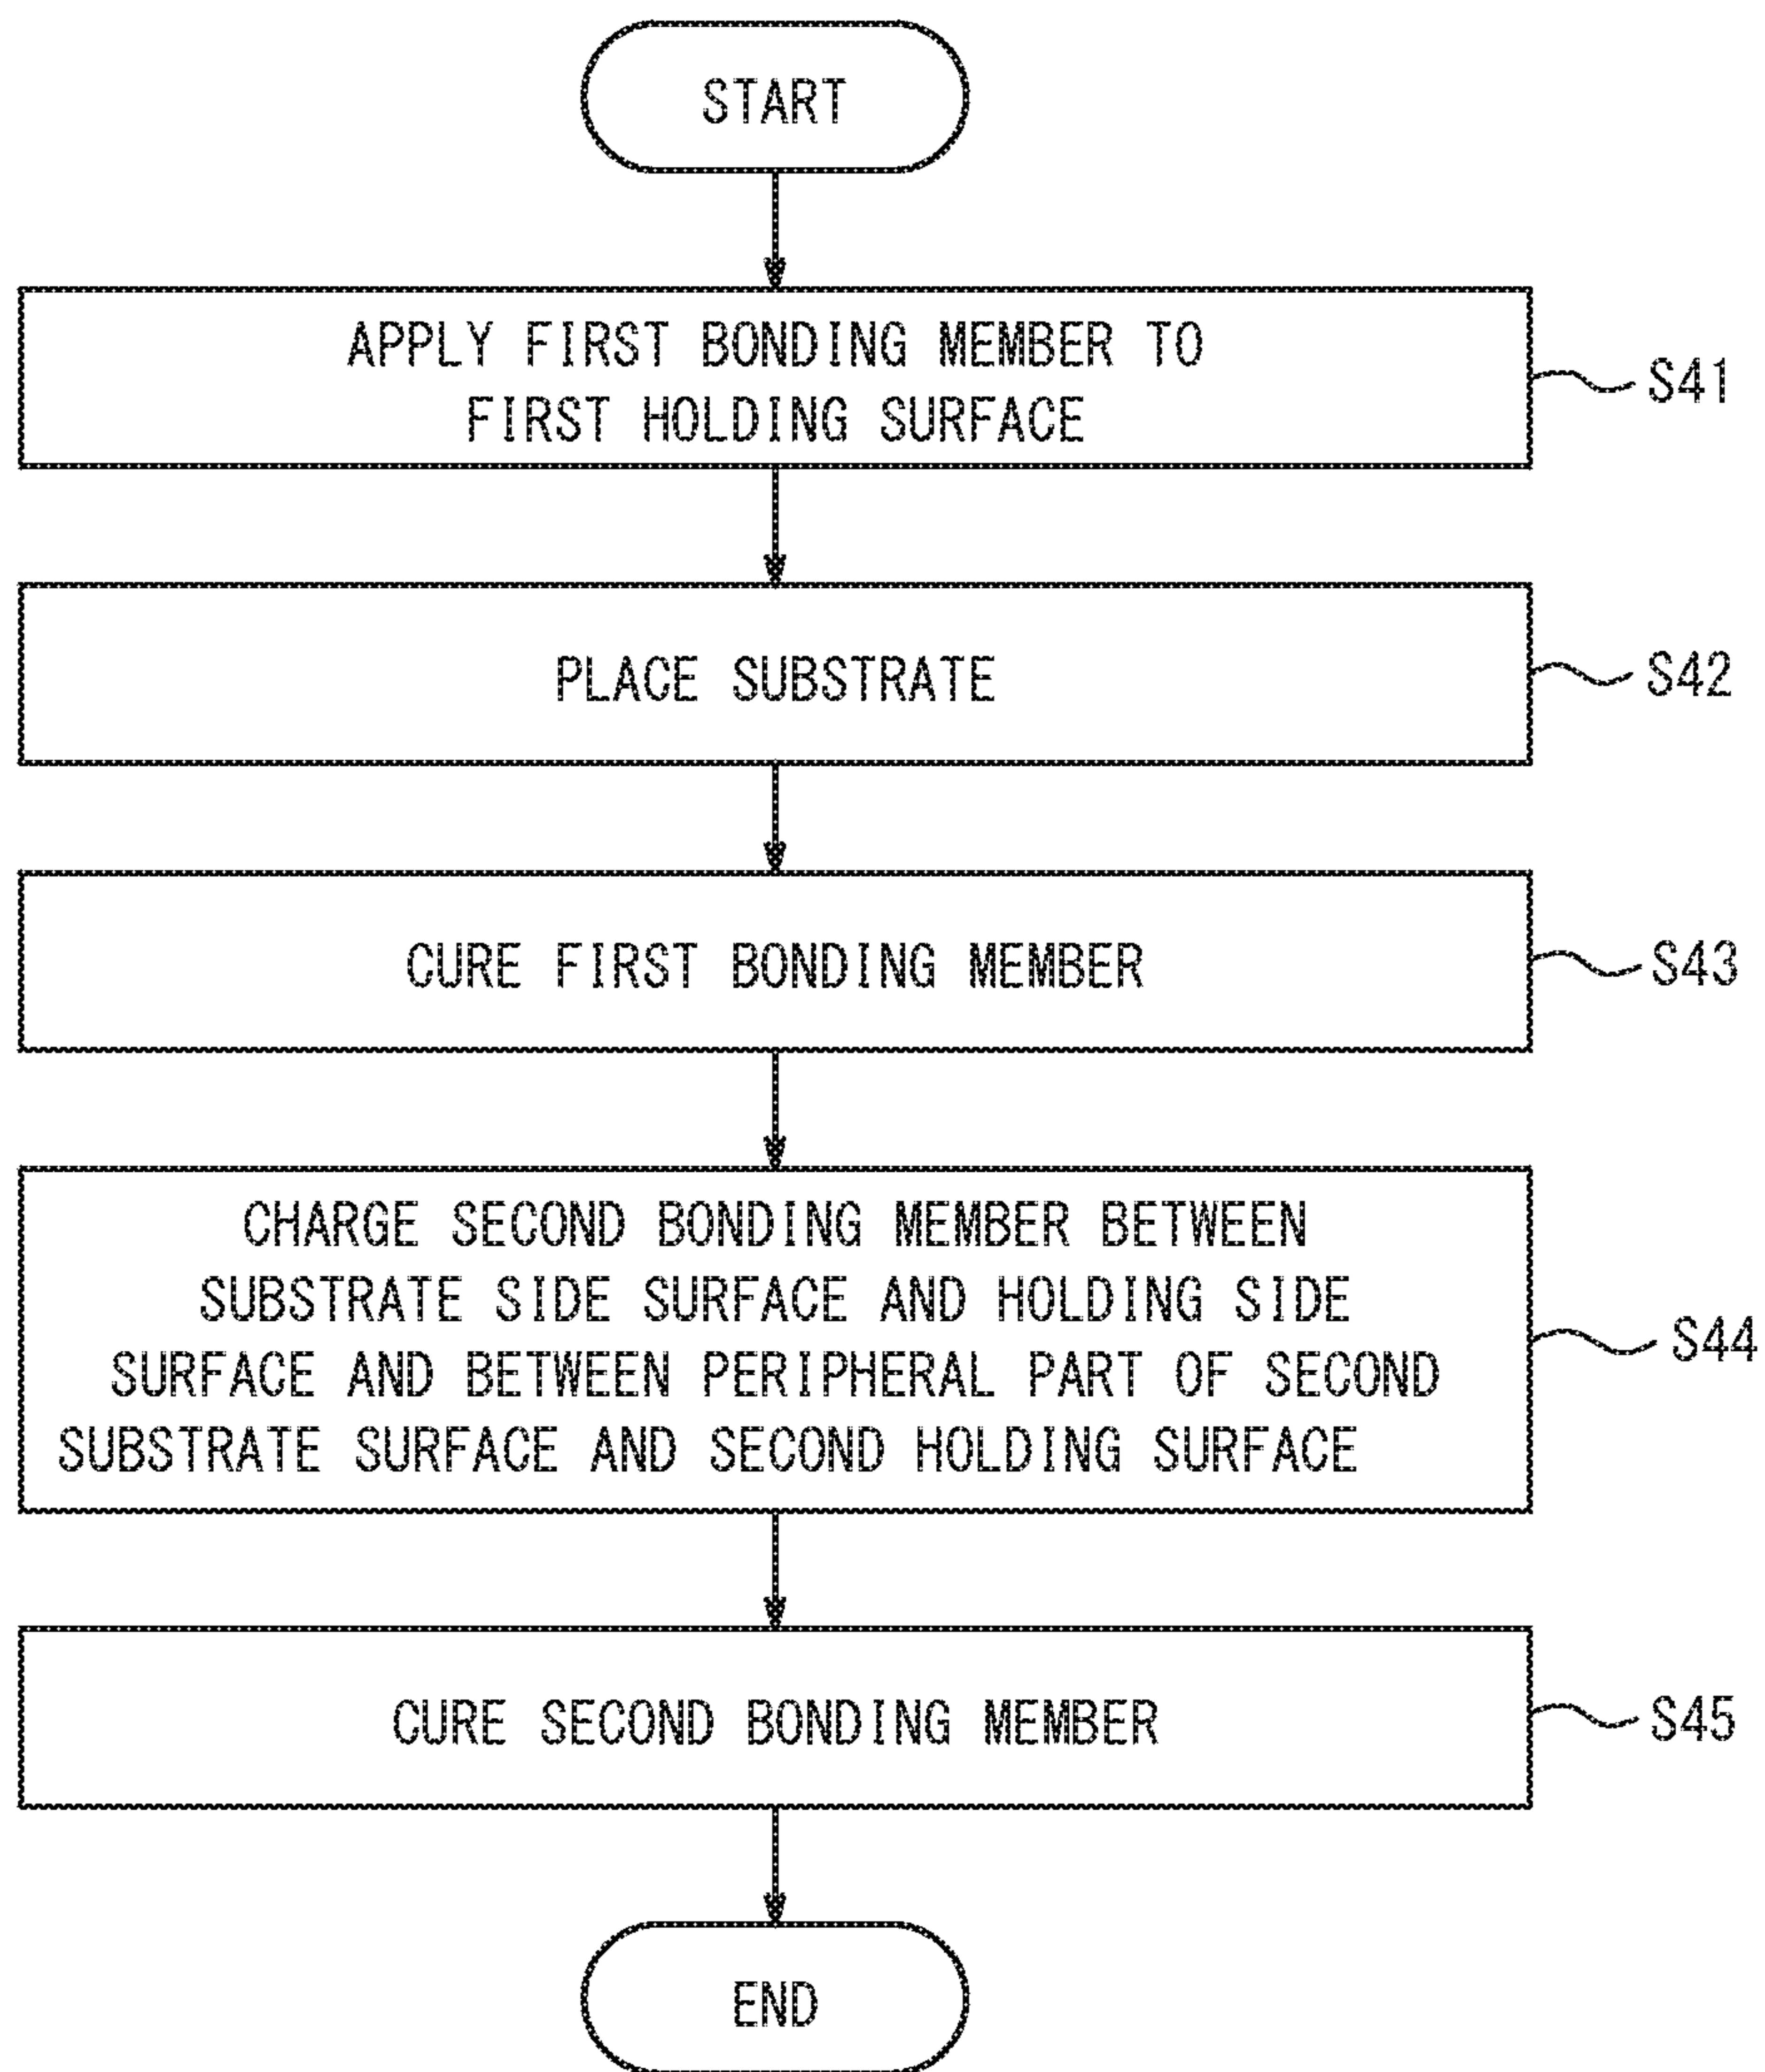 START
APPLY FIRST BONDING MEMBER TO
FIRST HOLDING SURFACE
S41
PLACE SUBSTRATE
S42
CURE FIRST BONDING MEMBER
S43
CHARGE SECOND BONDING MEMBER BETWEEN
SUBSTRATE SIDE SURFACE AND HOLDING SIDE
SURFACE AND BETWEEN PERIPHERAL PART OF SECOND
SUBSTRATE SURFACE AND SECOND HOLDING SURFACE
S44
CURE SECOND BONDING MEMBER
S45
END